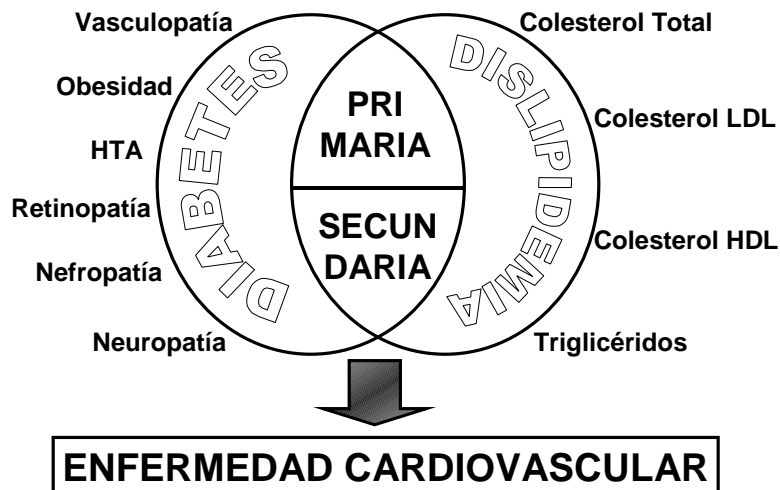 Vasculopatía
Obesidad
HTA
Retinopatía
Nefropatía
Neuropatía
DIABETES
PRI
MARIA
SECUN
DARIA
DISLIPIDEMIA
Colesterol Total
Colesterol LDL
Colesterol HDL
Triglicéridos
ENFERMEDAD CARDIOVASCULAR